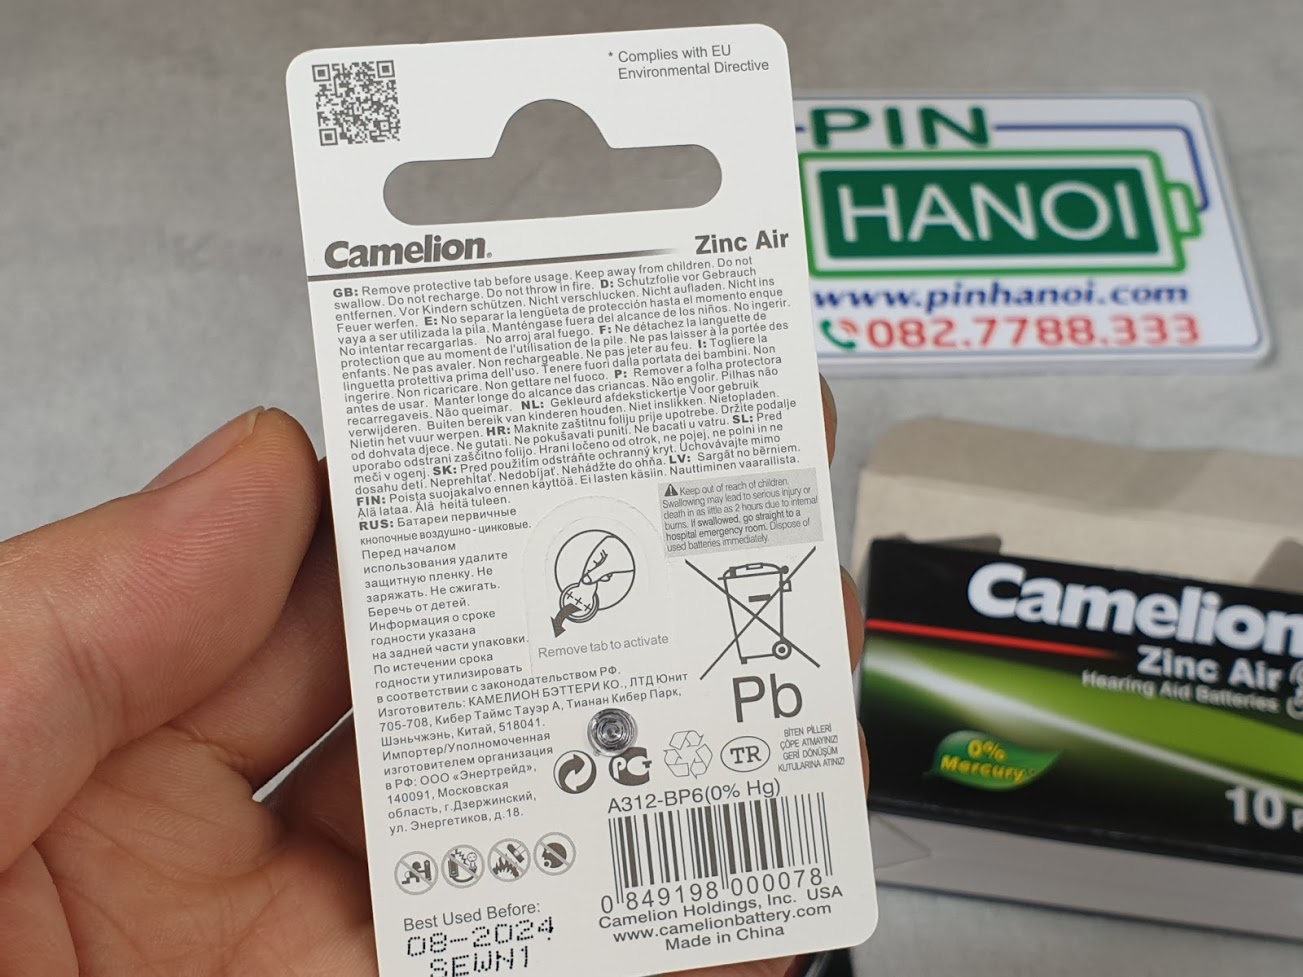 * Complies with EU
Environmental Directive
Camelion®
Zinc Air
GB: Remove protective tab before usage. Keep away from children. Do not
swallow. Do not recharge. Do not throw in fire. D: Schutzfolie vor Gebrauch
entfernen. Vor Kindern schützen. Nicht verschlucken. Nicht aufladen. Nicht ins
Feuer werfen. E: No separar la lengüeta de protección hasta el momento enque
vaya a ser utilizada la pila. Manténgase fuera del alcance de los niños. No ingerir.
No intentar recargarlas. No arroj aral fuego. F: Ne détachez la languette de
protection que au moment de l'utilisation de la pile. Ne pas laisser à la portée des
enfants. Ne pas avaler. Non rechargeable. Ne pas jeter au feu. I: Togliere la
linguetta protettiva prima dell'uso. Tenere fuori dalla portata dei bambini. Non
ingerire. Non ricaricare. Non gettare nel fuoco. P: Remover a folha protectora
antes de usar. Manter longe do alcance das criancas. Não engolir. Pilhas não
recarregaveis. Não queimar. NL: Gekleurd afdekstickertje Voor gebruik
verwijderen. Buiten bereik van kinderen houden. Niet inslikken. Nietopladen.
Nietin het vuur werpen. HR: Maknite zaštitnu foliju prije upotrebe. Držite podalje
od dohvata djece. Ne gutati. Ne pokušavati puniti. Ne bacati u vatru. SL: Pred
uporabo odstrani zaščitno folijo. Hrani ločeno od otrok, ne pojej, ne polni in ne
meči v ogenj. SK: Pred použitím odstráňte ochranný kryt. Uchovávajte mimo
dosahu detí. Neprehĺtať. Nedobíjať. Nehádžte do ohňa. LV: Sargāt no bērniem.
FIN: Poista suojakalvo ennen käyttöä. Ei lasten käsiin. Nauttiminen vaarallista.
Älä lataa. Älä heitä tuleen.
RUS: Батареи первичные
кнопочные воздушно-цинковые.
Перед началом
использования удалите
защитную пленку. Не
заряжать. Не сжигать.
Беречь от детей.
Информация о сроке
годности указана
на задней части упаковки.
По истечении срока
годности утилизировать
в соответствии с законодательством РФ.
Изготовитель: КАМЕЛИОН БЭТТЕРИ КО., ЛТД Юнит
705-708, Кибер Таймс Тауэр А, Тианан Кибер Парк,
Шэньчжэнь, Китай, 518041.
Импортер/Уполномоченная
изготовителем организация
в РФ: ООО «Энертрейд»,
140091, Московская
область, г.Дзержинский,
ул. Энергетиков, д.18.
Keep out of reach of children.
Swallowing may lead to serious injury or
death in as little as 2 hours due to internal
burns. If swallowed, go straight to a
hospital emergency room. Dispose of
used batteries immediately.
Remove tab to activate
Pb
TR
BİTEN PİLLERİ
ÇÖPE ATMAYINIZ!
GERİ DÖNÜŞÜM
KUTULARINA ATINIZ!
A312-BP6(0% Hg)
0 849198 000078
Camelion Holdings, Inc. USA
www.camelionbattery.com
Made in China
Best Used Before:
08-2024
SEWN1
PIN
HANOI
www.pinhanoi.com
082.7788.333
Camelion
Zinc Air
Hearing Aid Batteries
0%
Mercury
10